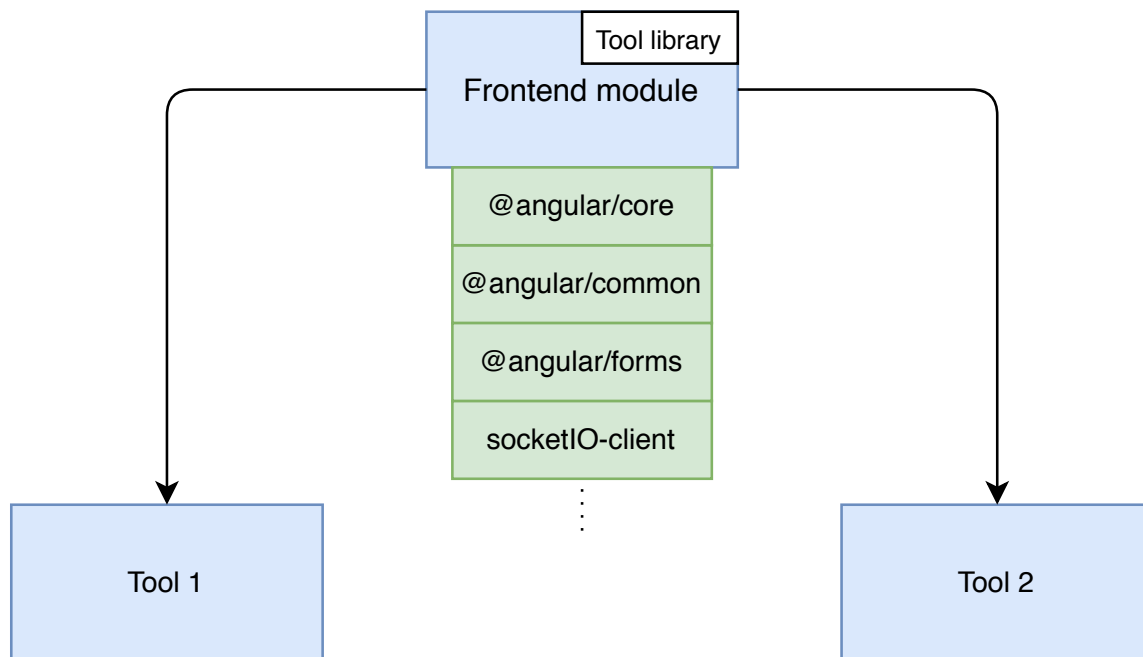 Tool library
Frontend module
@angular/core
@angular/common
@angular/forms
socketIO-client
Tool 1
Tool 2